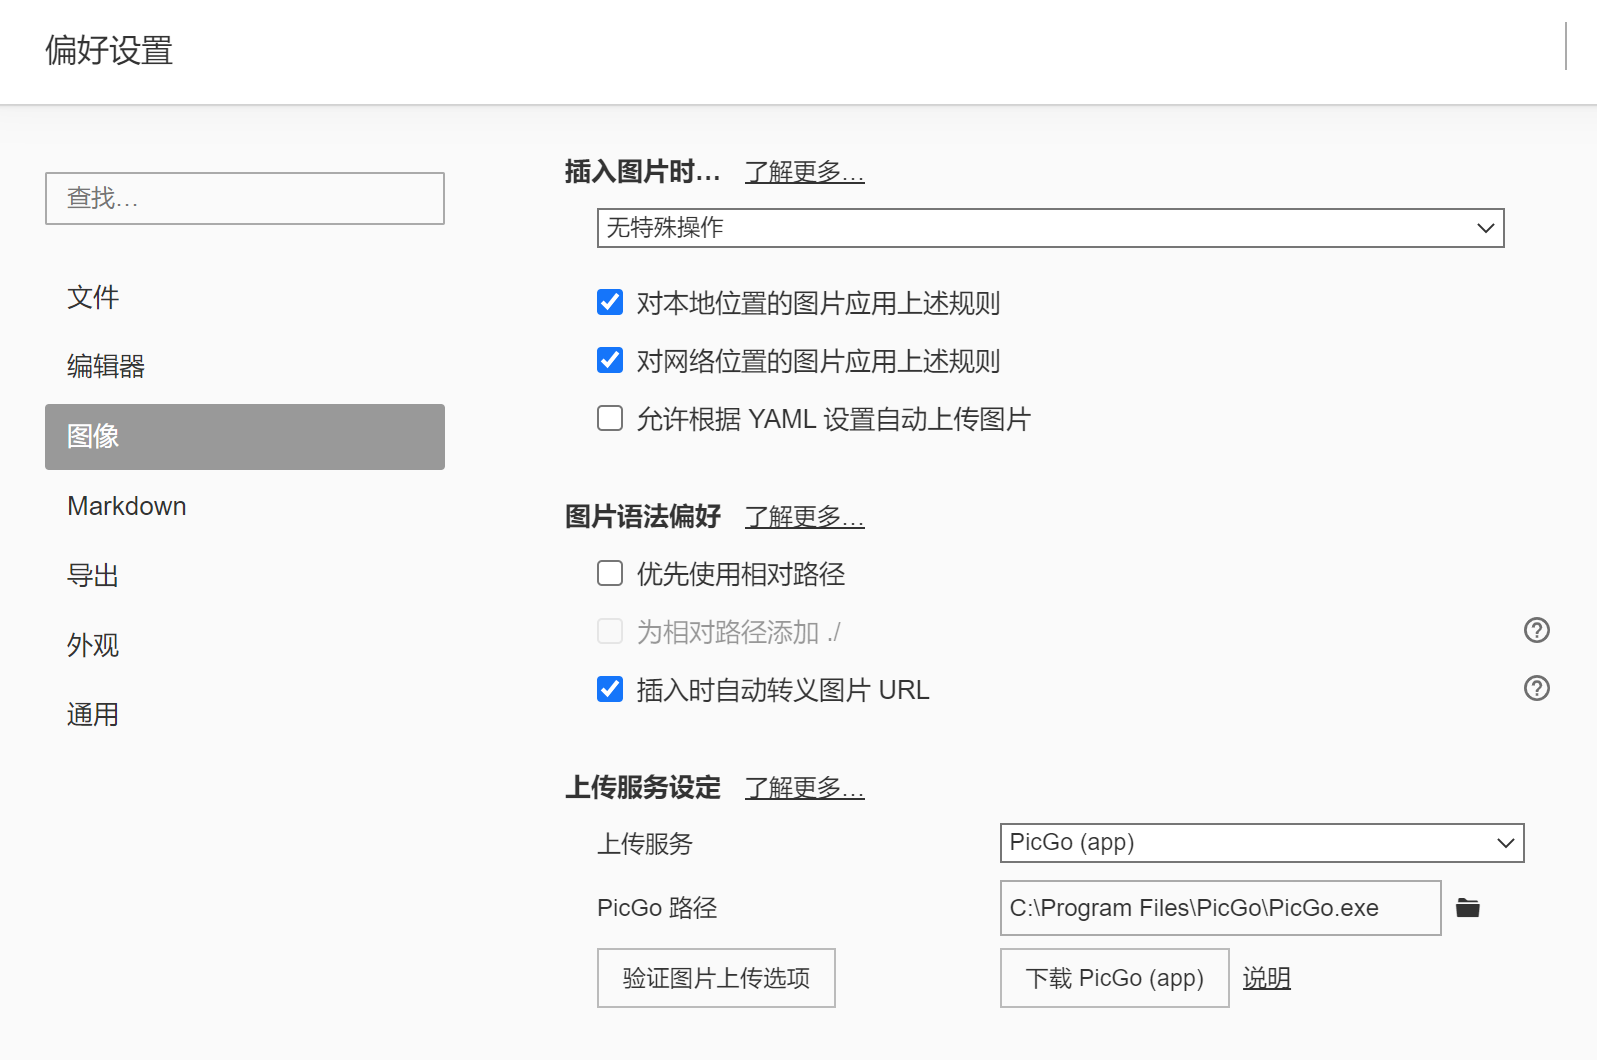 偏好设置
查找…
文件
编辑器
图像
Markdown
导出
外观
通用
插入图片时… 了解更多…
无特殊操作
对本地位置的图片应用上述规则
对网络位置的图片应用上述规则
允许根据 YAML 设置自动上传图片
图片语法偏好 了解更多…
优先使用相对路径
为相对路径添加 ./
插入时自动转义图片 URL
上传服务设定 了解更多…
上传服务 PicGo (app)
PicGo 路径 C:\Program Files\PicGo\PicGo.exe
验证图片上传选项 下载 PicGo (app) 说明